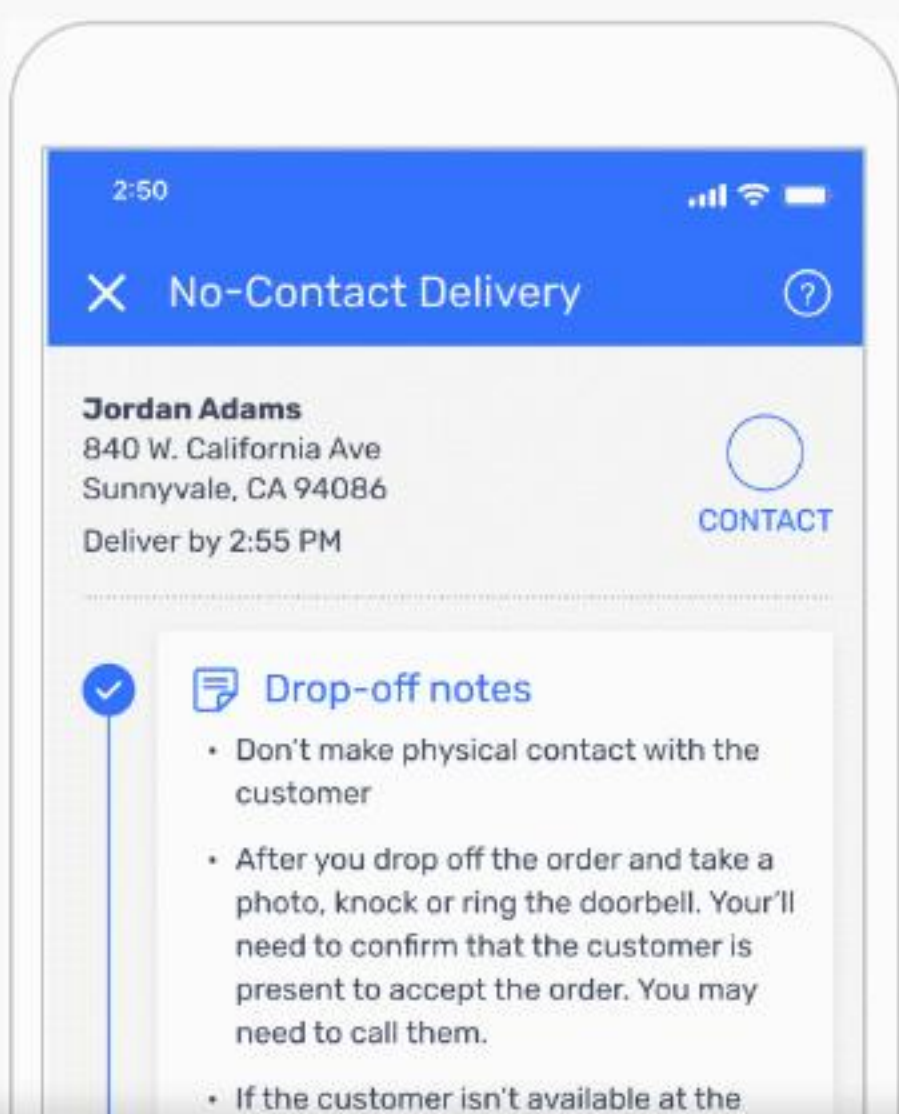 2:50
No-Contact Delivery
?
Jordan Adams
840 W. California Ave
Sunnyvale, CA 94086
CONTACT
Deliver by 2:55 PM
Drop-off notes
• Don't make physical contact with the
customer
• After you drop off the order and take a
photo, knock or ring the doorbell. Your'll
need to confirm that the customer is
present to accept the order. You may
need to call them.
• If the customer isn't available at the